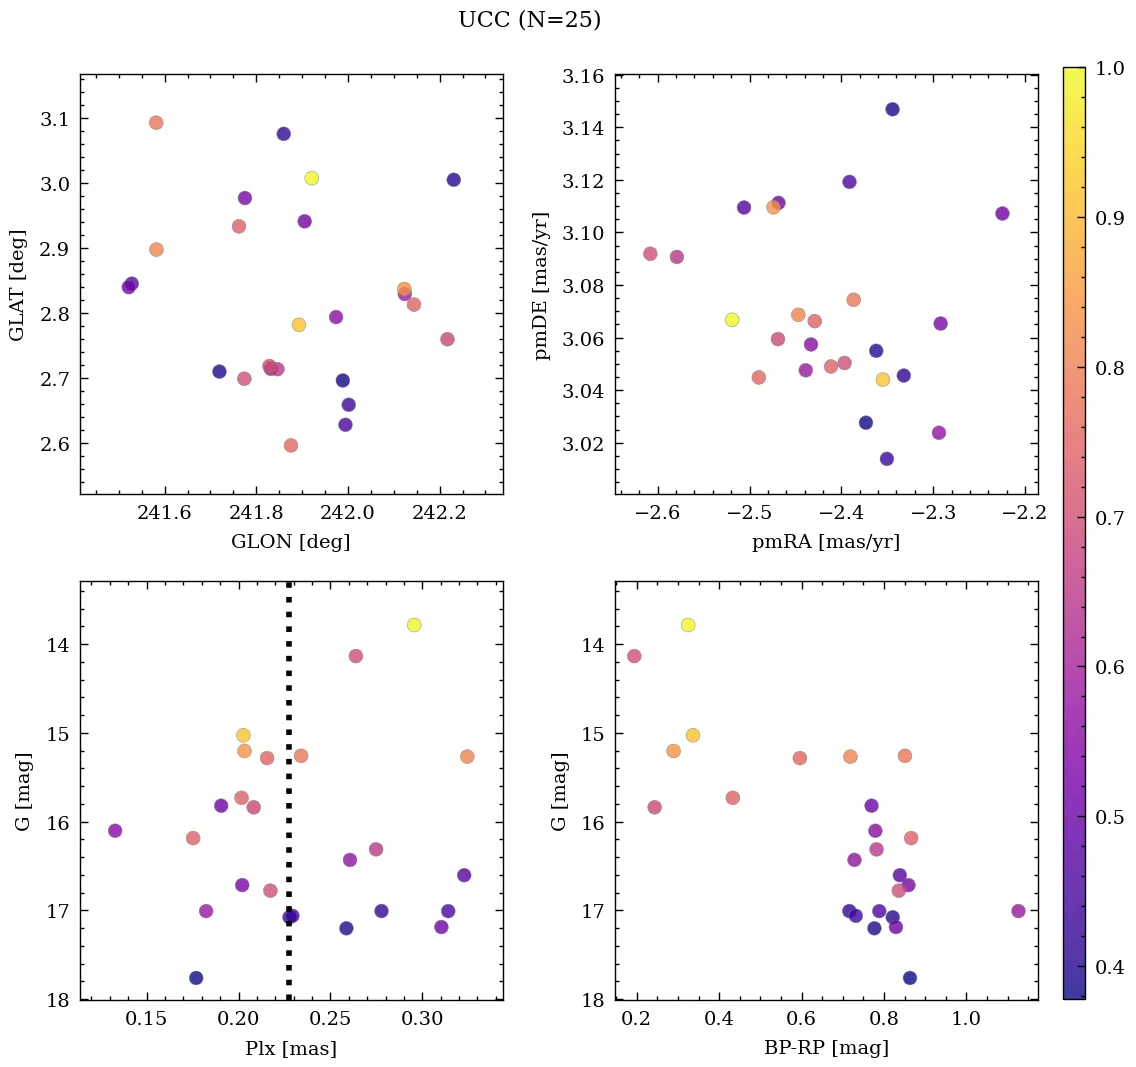 UCC (N=25)
3.1
3.0
2.9
2.8
2.7
2.6
GLAT [deg]
241.6 241.8 242.0 242.2
GLON [deg]
3.16
3.14
3.12
3.10
3.08
3.06
3.04
3.02
pmDE [mas/yr]
−2.6 −2.5 −2.4 −2.3 −2.2
pmRA [mas/yr]
14
15
16
17
18
G [mag]
0.15 0.20 0.25 0.30
Plx [mas]
14
15
16
17
18
G [mag]
0.2 0.4 0.6 0.8 1.0
BP-RP [mag]
1.0
0.9
0.8
0.7
0.6
0.5
0.4